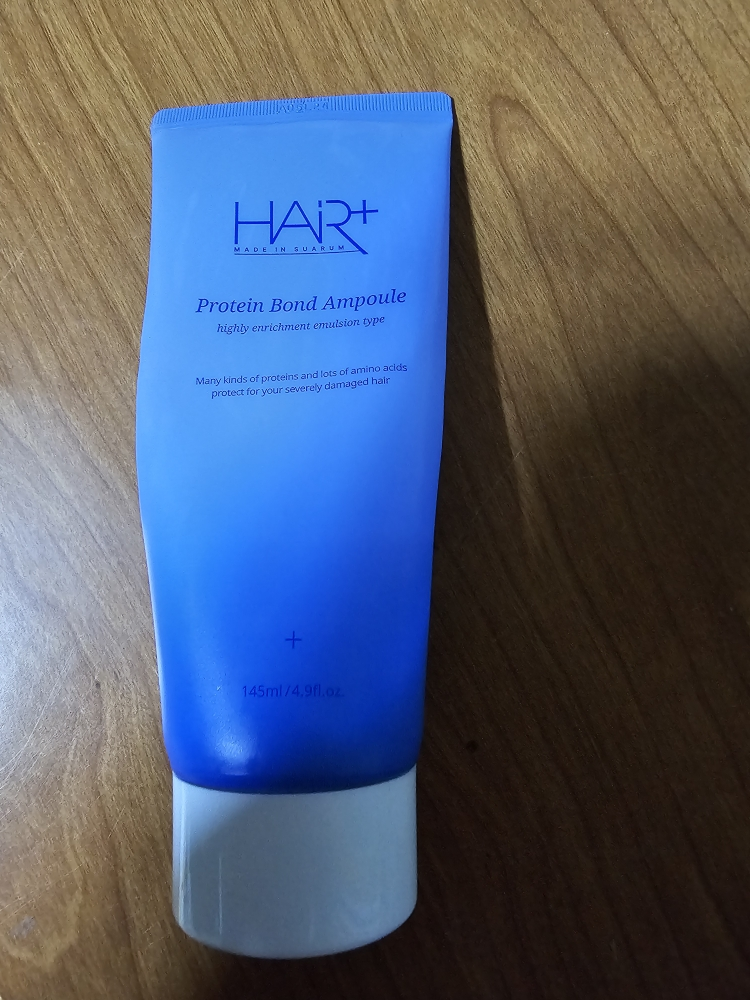 HAiR+
MADE IN SUARUM
Protein Bond Ampoule
highly enrichment emulsion type
Many kinds of proteins and lots of amino acids
protect for your severely damaged hair
+
145ml/4.9fl.oz.